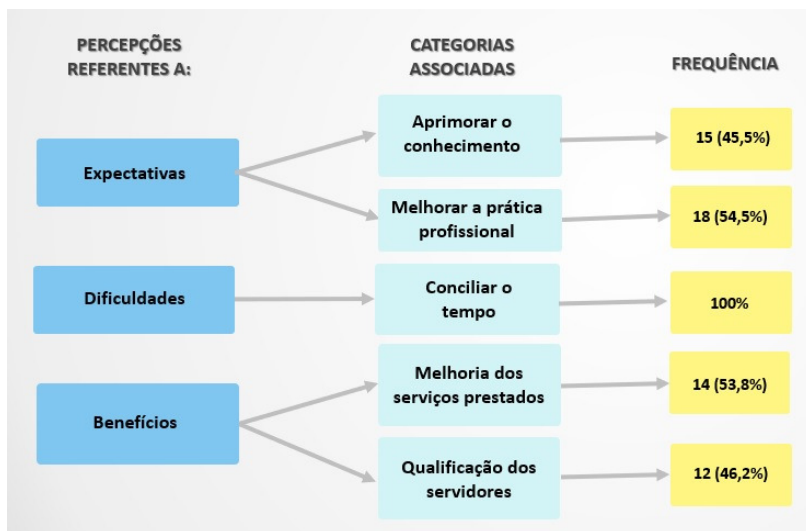 PERCEPÇÕES
REFERENTES A:
CATEGORIAS
ASSOCIADAS
FREQUÊNCIA
Expectativas
Aprimorar o
conhecimento
15 (45,5%)
Melhorar a prática
profissional
18 (54,5%)
Dificuldades
Conciliar o
tempo
100%
Benefícios
Melhoria dos
serviços prestados
14 (53,8%)
Qualificação dos
servidores
12 (46,2%)